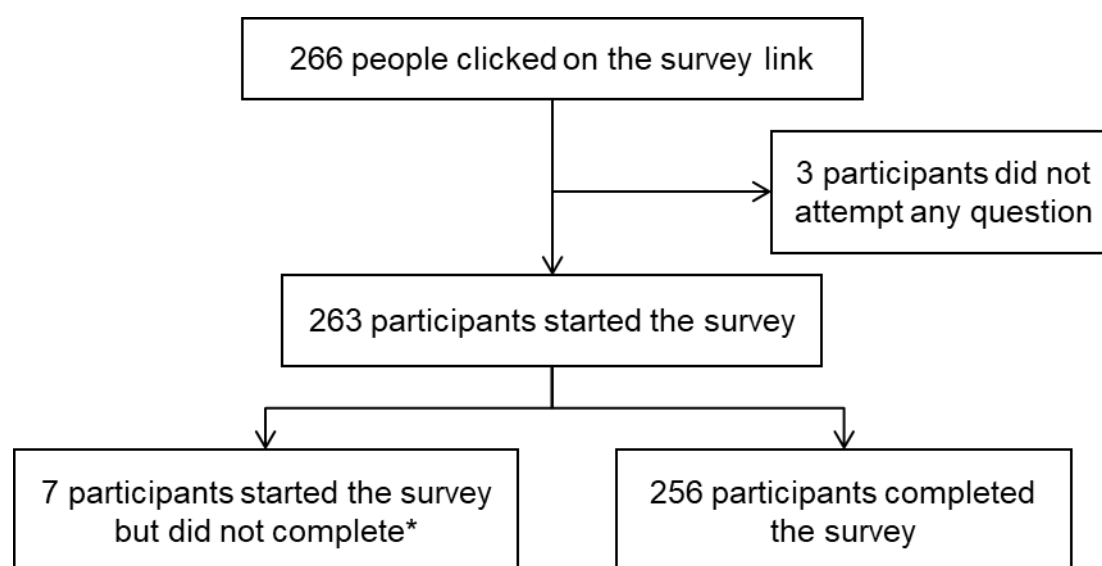 266 people clicked on the survey link
3 participants did not
attempt any question
263 participants started the survey
7 participants started the survey
but did not complete*
256 participants completed
the survey